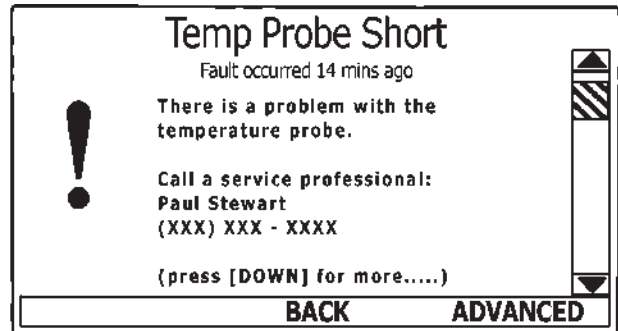 Temp Probe Short
Fault occurred 14 mins ago
There is a problem with the
temperature probe.
Call a service professional:
Paul Stewart
(XXX) XXX - XXXX
(press [DOWN] for more.....)
BACK ADVANCED